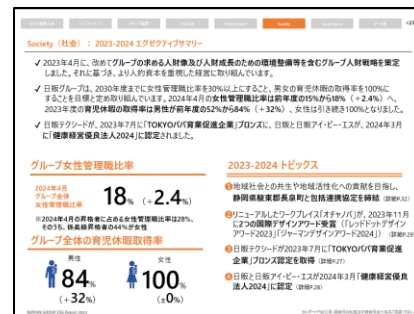 Society
Society（社会）： 2023-2024 エグゼクティブサマリー
✓ 2023年4月に、改めてグループの求める人財像及び人財成長のための環境整備等を含むグループ人財戦略を策定
しました。それに基づき、より人的資本を重視した経営に取り組んでいます。
✓ 日販グループは、2030年度までに女性管理職比率を30%以上にすること、男女の育児休暇の取得率を100%に
することを目標と定め取り組んでいます。2024年4月の女性管理職比率は前年度の15%から18%（+2.4%）へ、
2023年度の育児休暇の取得率は男性が前年度の52%から84%（+32%）、女性は引き続き100%となりました。
✓ 日販テクシードが、2023年7月に「TOKYOパパ育業促進企業」ブロンズに、日販と日販アイ・ピー・エスが、2024年3月
に「健康経営優良法人2024」に認定されました。
グループ女性管理職比率
2024年4月
グループ全体
女性管理職比率
18%（+2.4%）
※2024年4月の昇格者に占める女性管理職比率は28%、
そのうち、係長級昇格者の44%が女性
グループ全体の育児休暇取得率
男性
84%
（+32%）
女性
100%
（±0%）
2023-2024 トピックス
❶地域社会との共生や地域活性化への貢献を目指し、
静岡県駿東郡長泉町と包括連携協定を締結（詳細P.32）
❷リニューアルしたワークプレイス「オチャノバ」が、2023年11月
に2つの国際デザインアワード受賞（「レッドドットデザイン
アワード2023」「ジャーマンデザインアワード2024」）
❸日販テクシードが2023年7月に「TOKYOパパ育業促進
企業」ブロンズ認定を取得（詳細P.27）
❹日販と日販アイ・ピー・エスが2024年3月「健康経営優良
法人2024」に認定（詳細P.28）
NIPPAN GROUP ESG Report 2023